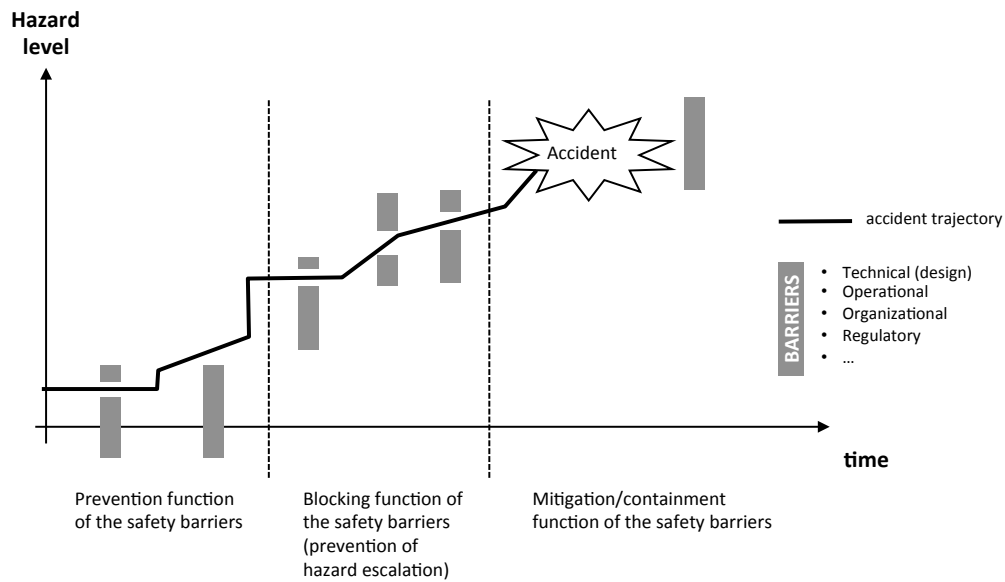 Hazard
level
Accident
accident trajectory
BARRIERS
• Technical (design)
• Operational
• Organizational
• Regulatory
• ...
time
Prevention function
of the safety barriers
Blocking function of
the safety barriers
(prevention of
hazard escalation)
Mitigation/containment
function of the safety barriers